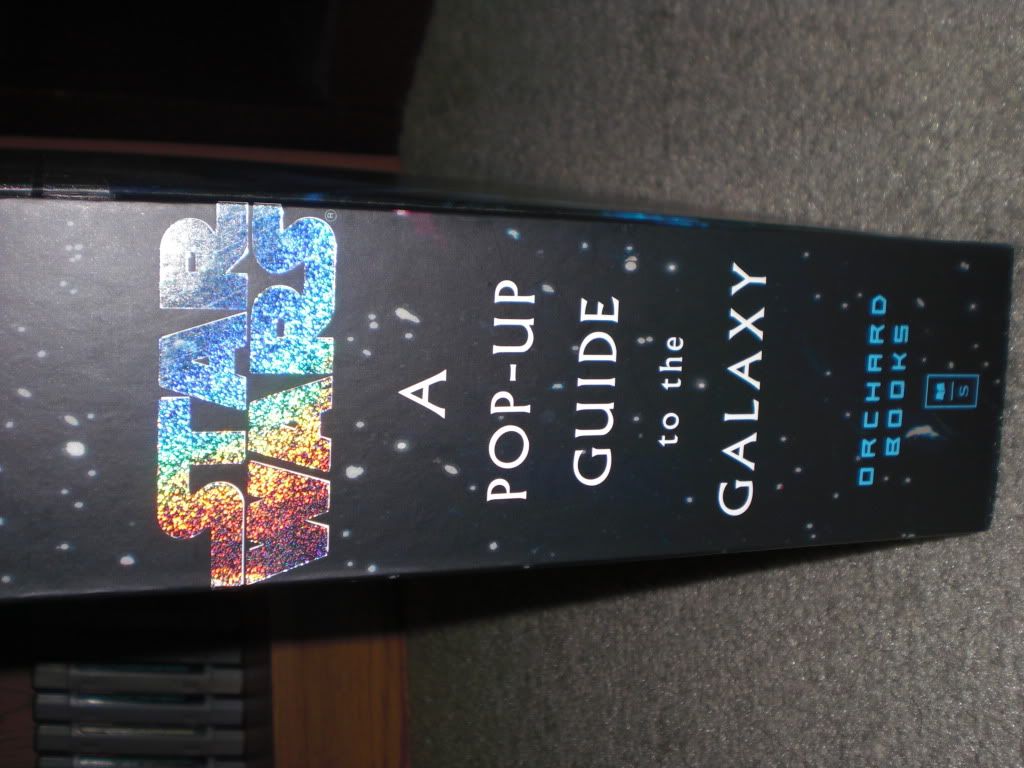 STAR
WARS®
A
POP-UP
GUIDE
to the
GALAXY
ORCHARD
BOOKS
S